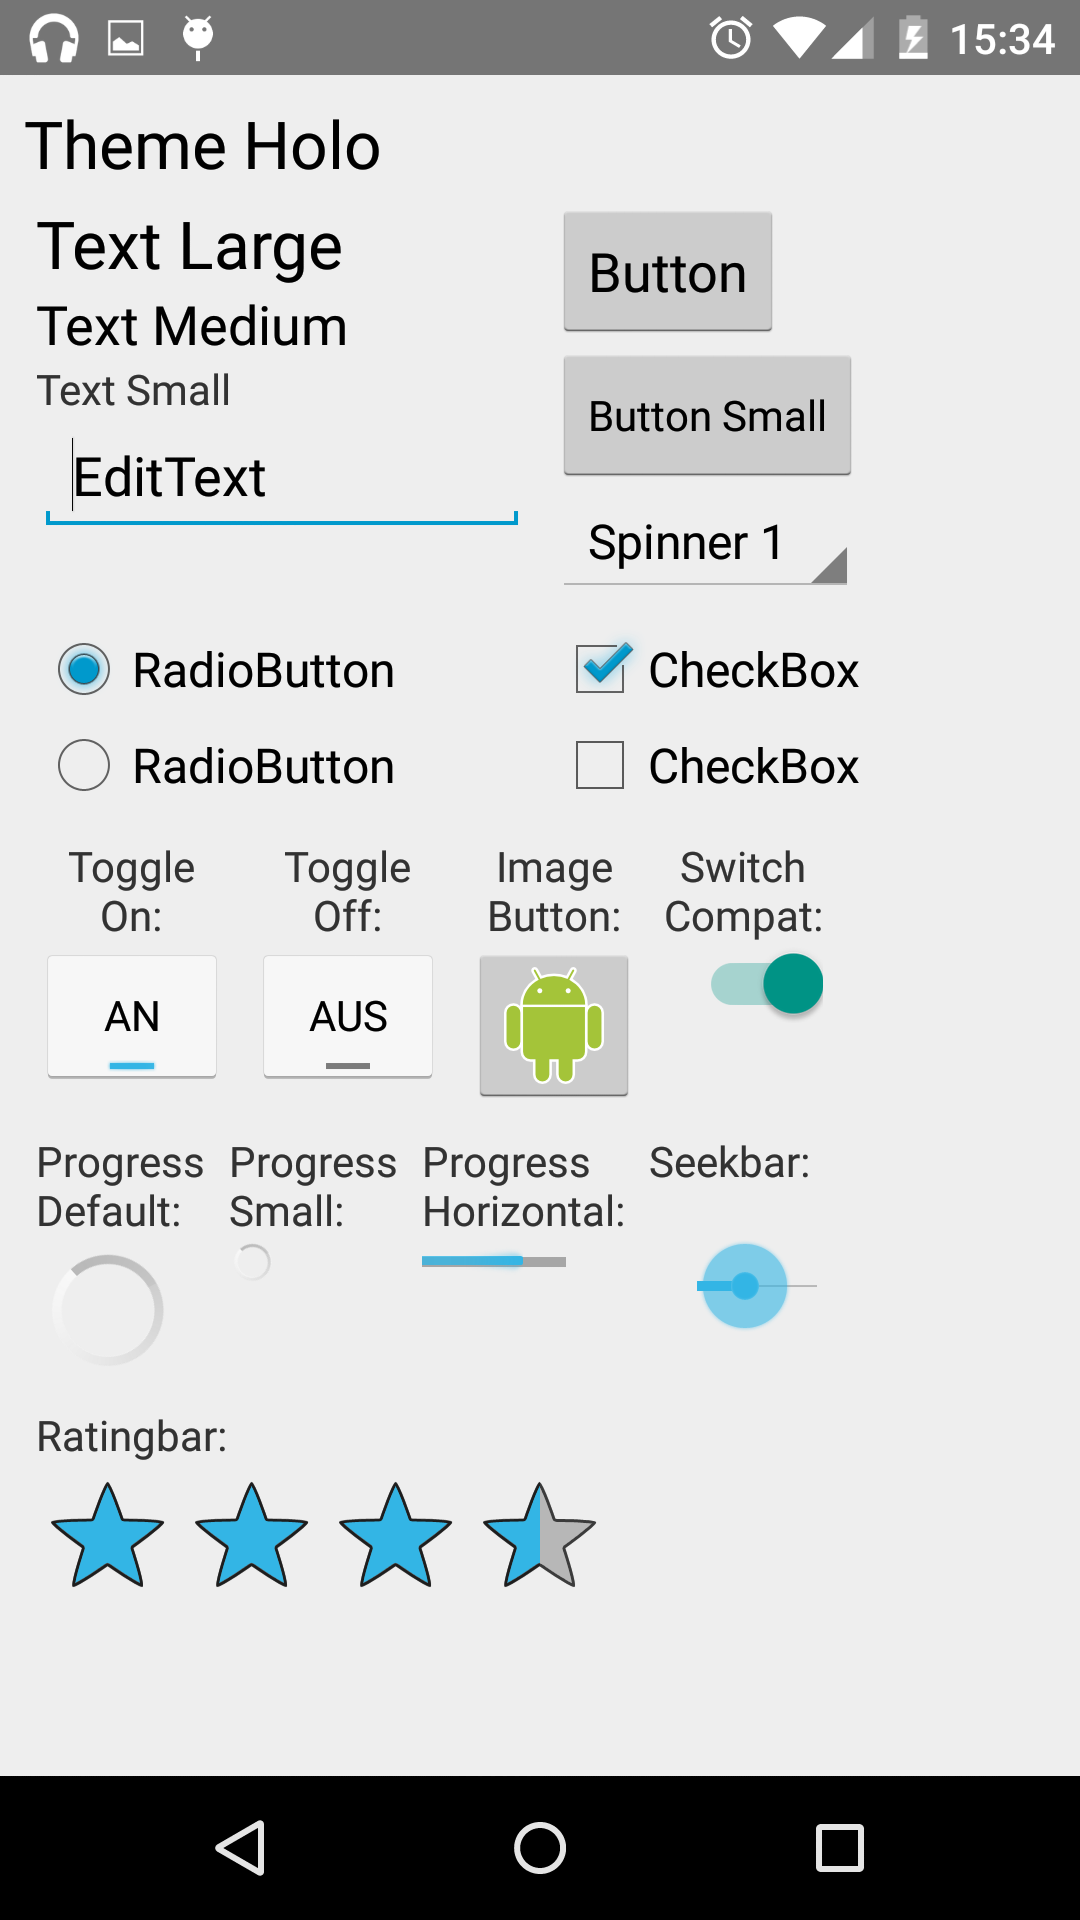 15:34
Theme Holo
Text Large
Button
Text Medium
Text Small
Button Small
EditText
Spinner 1
RadioButton
CheckBox
RadioButton
CheckBox
Toggle
On:
Toggle
Off:
Image
Button:
Switch
Compat:
AN
AUS
Progress
Default:
Progress
Small:
Progress
Horizontal:
Seekbar:
Ratingbar: